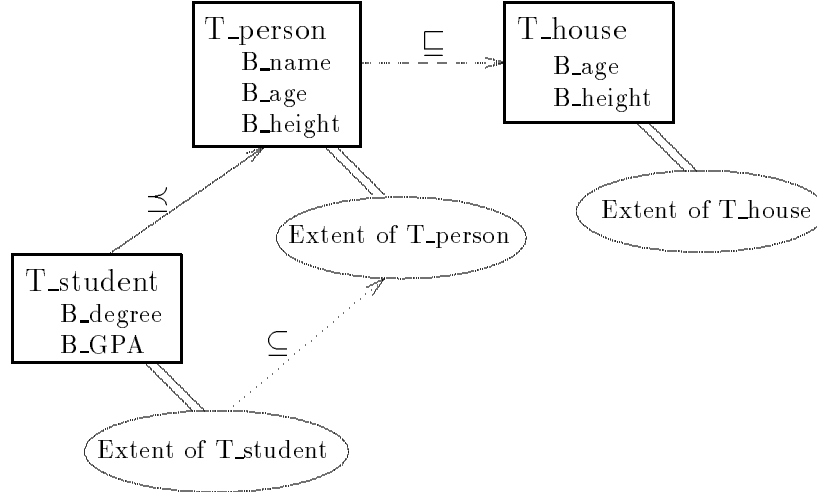 T_person
B_name
B_age
B_height
⊑
T_house
B_age
B_height
⪯
Extent of T_person
Extent of T_house
T_student
B_degree
B_GPA
⊆
Extent of T_student